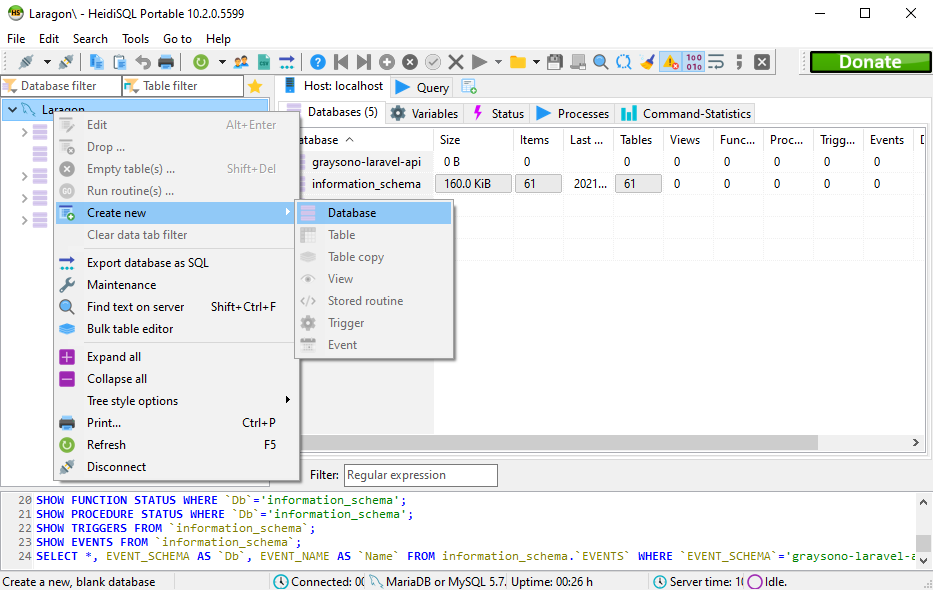 Laragon\ - HeidiSQL Portable 10.2.0.5599
File Edit Search Tools Go to Help
Donate
Database filter Table filter Host: localhost Query
Laragon Databases (5) Variables Status Processes Command-Statistics
atabase Size Items Last ... Tables Views Func... Proc... Trigg... Events
graysono-laravel-api 0 B 0 0 0 0 0 0 0
information_schema 160.0 KiB 61 2021... 61 0 0 0 0 0
Edit Alt+Enter
Drop ...
Empty table(s) ... Shift+Del
Run routine(s) ...
Create new
Clear data tab filter
Export database as SQL
Maintenance
Find text on server Shift+Ctrl+F
Bulk table editor
Expand all
Collapse all
Tree style options
Print... Ctrl+P
Refresh F5
Disconnect
Database
Table
Table copy
View
Stored routine
Trigger
Event
Filter: Regular expression
20 SHOW FUNCTION STATUS WHERE `Db`='information_schema';
21 SHOW PROCEDURE STATUS WHERE `Db`='information_schema';
22 SHOW TRIGGERS FROM `information_schema`;
23 SHOW EVENTS FROM `information_schema`;
24 SELECT *, EVENT_SCHEMA AS `Db`, EVENT_NAME AS `Name` FROM information_schema.`EVENTS` WHERE `EVENT_SCHEMA`='graysono-laravel-a
Create a new, blank database Connected: 00 MariaDB or MySQL 5.7. Uptime: 00:26 h Server time: 10 Idle.